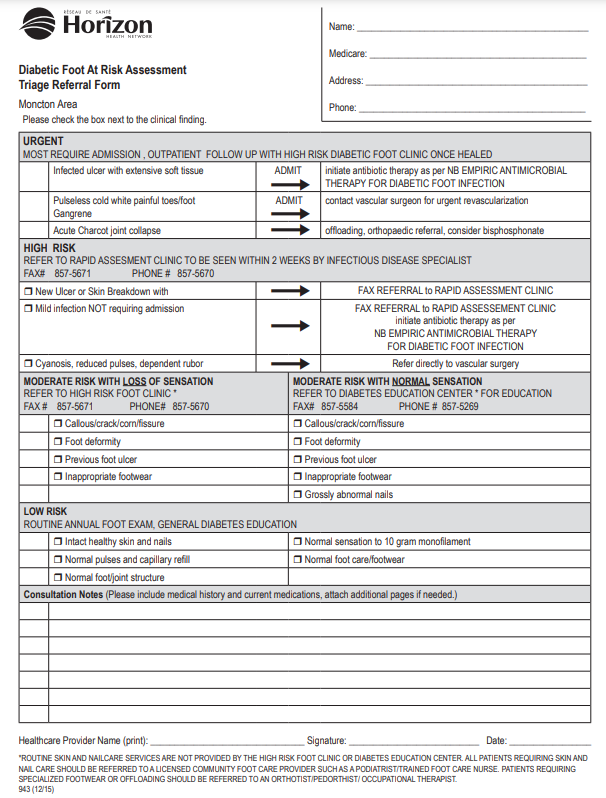 RÉSEAU DE SANTÉ
Horizon
HEALTH NETWORK
Name:
Medicare:
Address:
Phone:
Diabetic Foot At Risk Assessment
Triage Referral Form
Moncton Area
Please check the box next to the clinical finding.
URGENT
MOST REQUIRE ADMISSION , OUTPATIENT FOLLOW UP WITH HIGH RISK DIABETIC FOOT CLINIC ONCE HEALED
Infected ulcer with extensive soft tissue
ADMIT
initiate antibiotic therapy as per NB EMPIRIC ANTIMICROBIAL
THERAPY FOR DIABETIC FOOT INFECTION
Pulseless cold white painful toes/foot
Gangrene
ADMIT
contact vascular surgeon for urgent revascularization
Acute Charcot joint collapse
offloading, orthopaedic referral, consider bisphosphonate
HIGH RISK
REFER TO RAPID ASSESMENT CLINIC TO BE SEEN WITHIN 2 WEEKS BY INFECTIOUS DISEASE SPECIALIST
FAX# 857-5671 PHONE # 857-5670
❒ New Ulcer or Skin Breakdown with
FAX REFERRAL to RAPID ASSESSMENT CLINIC
❒ Mild infection NOT requiring admission
FAX REFERRAL to RAPID ASSESSMENT CLINIC
initiate antibiotic therapy as per
NB EMPIRIC ANTIMICROBIAL THERAPY
FOR DIABETIC FOOT INFECTION
❒ Cyanosis, reduced pulses, dependent rubor
Refer directly to vascular surgery
MODERATE RISK WITH LOSS OF SENSATION
REFER TO HIGH RISK FOOT CLINIC *
FAX # 857-5671 PHONE# 857-5670
❒ Callous/crack/corn/fissure
❒ Foot deformity
❒ Previous foot ulcer
❒ Inappropriate footwear
MODERATE RISK WITH NORMAL SENSATION
REFER TO DIABETES EDUCATION CENTER * FOR EDUCATION
FAX# 857-5584 PHONE # 857-5269
❒ Callous/crack/corn/fissure
❒ Foot deformity
❒ Previous foot ulcer
❒ Inappropriate footwear
❒ Grossly abnormal nails
LOW RISK
ROUTINE ANNUAL FOOT EXAM, GENERAL DIABETES EDUCATION
❒ Intact healthy skin and nails
❒ Normal sensation to 10 gram monofilament
❒ Normal pulses and capillary refill
❒ Normal foot care/footwear
❒ Normal foot/joint structure
Consultation Notes (Please include medical history and current medications, attach additional pages if needed.)
Healthcare Provider Name (print): Signature: Date:
*ROUTINE SKIN AND NAILCARE SERVICES ARE NOT PROVIDED BY THE HIGH RISK FOOT CLINIC OR DIABETES EDUCATION CENTER. ALL PATIENTS REQUIRING SKIN AND
NAIL CARE SHOULD BE REFERRED TO A LICENSED COMMUNITY FOOT CARE PROVIDER SUCH AS A PODIATRIST/TRAINED FOOT CARE NURSE. PATIENTS REQUIRING
SPECIALIZED FOOTWEAR OR OFFLOADING SHOULD BE REFERRED TO AN ORTHOTIST/PEDORTHIST/ OCCUPATIONAL THERAPIST.
943 (12/15)